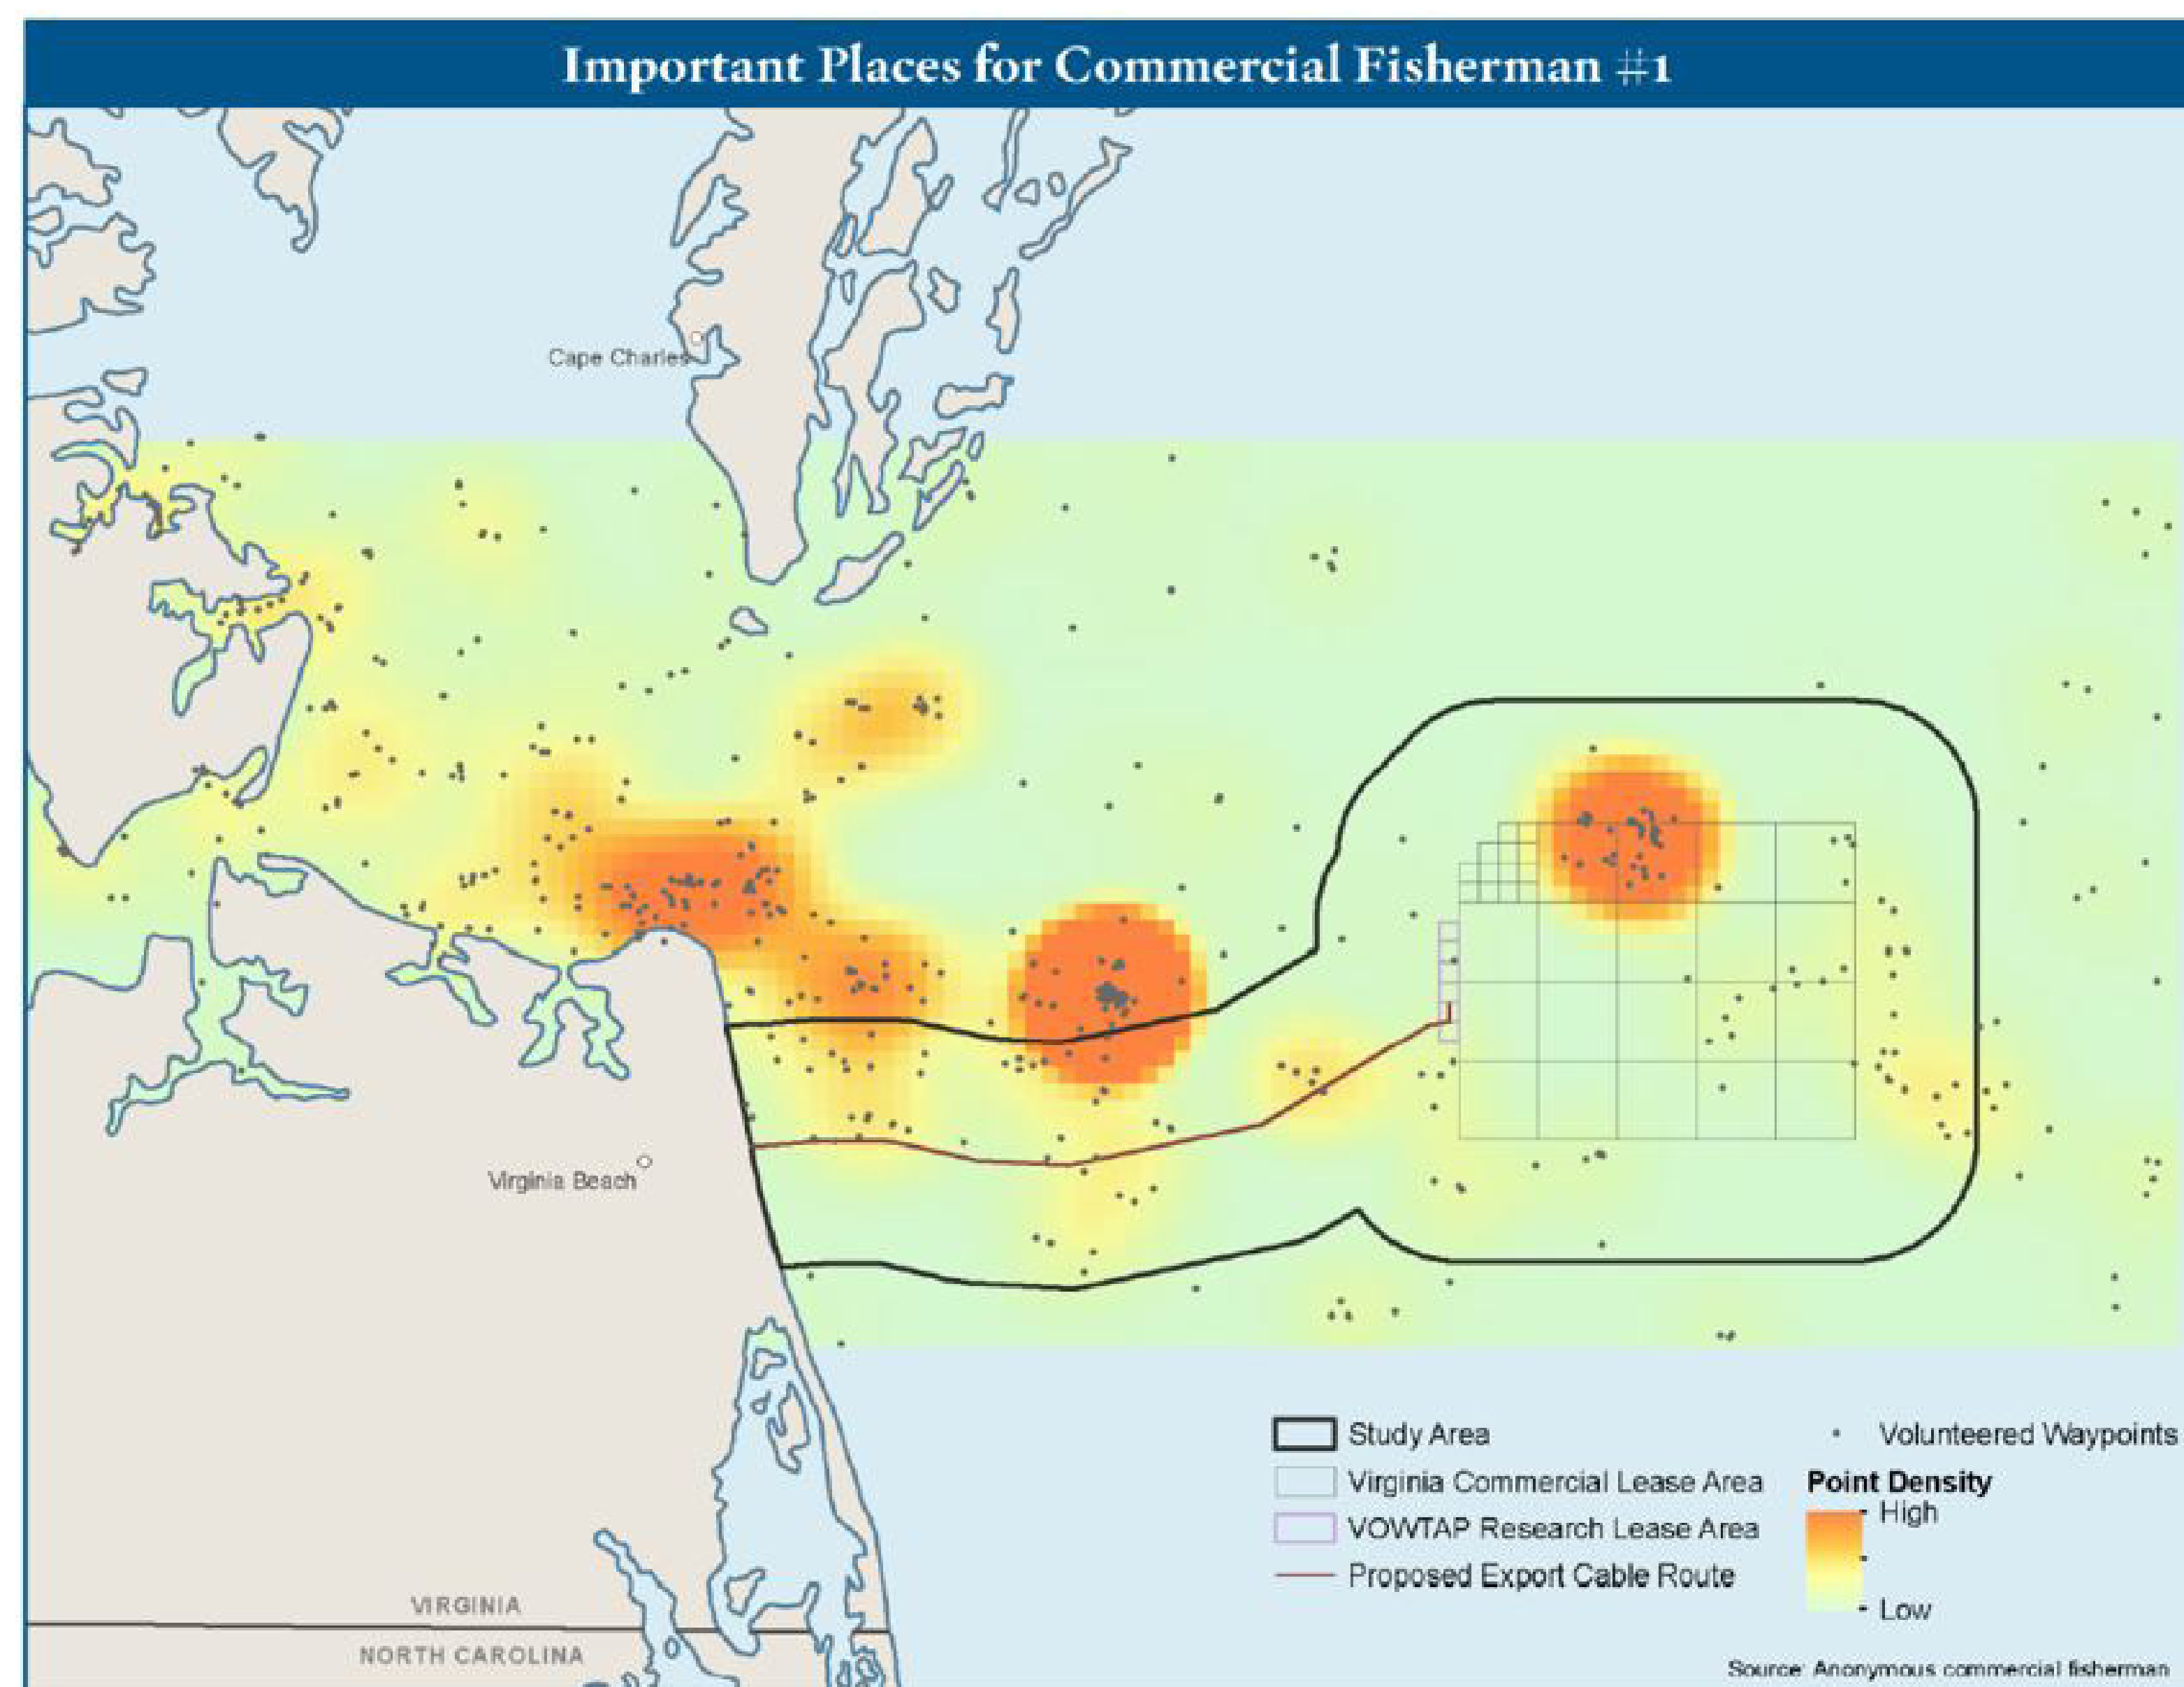 Important Places for Commercial Fisherman #1
Cape Charles
Virginia Beach
Study Area
Virginia Commercial Lease Area
VOWTAP Research Lease Area
Proposed Export Cable Route
Volunteered Waypoints
Point Density
High
Low
VIRGINIA
NORTH CAROLINA
Source: Anonymous commercial fisherman